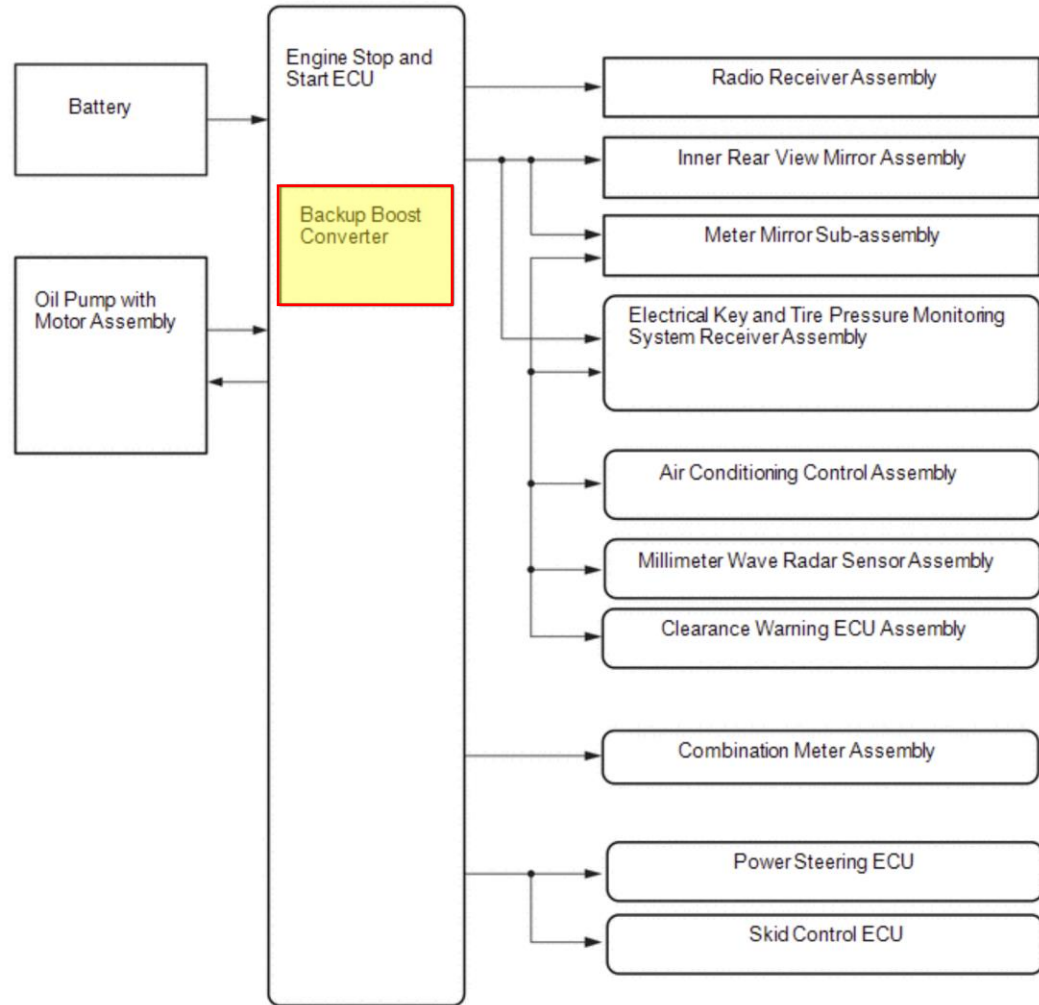 Battery
Oil Pump with
Motor Assembly
Engine Stop and
Start ECU
Backup Boost
Converter
Radio Receiver Assembly
Inner Rear View Mirror Assembly
Meter Mirror Sub-assembly
Electrical Key and Tire Pressure Monitoring
System Receiver Assembly
Air Conditioning Control Assembly
Millimeter Wave Radar Sensor Assembly
Clearance Warning ECU Assembly
Combination Meter Assembly
Power Steering ECU
Skid Control ECU